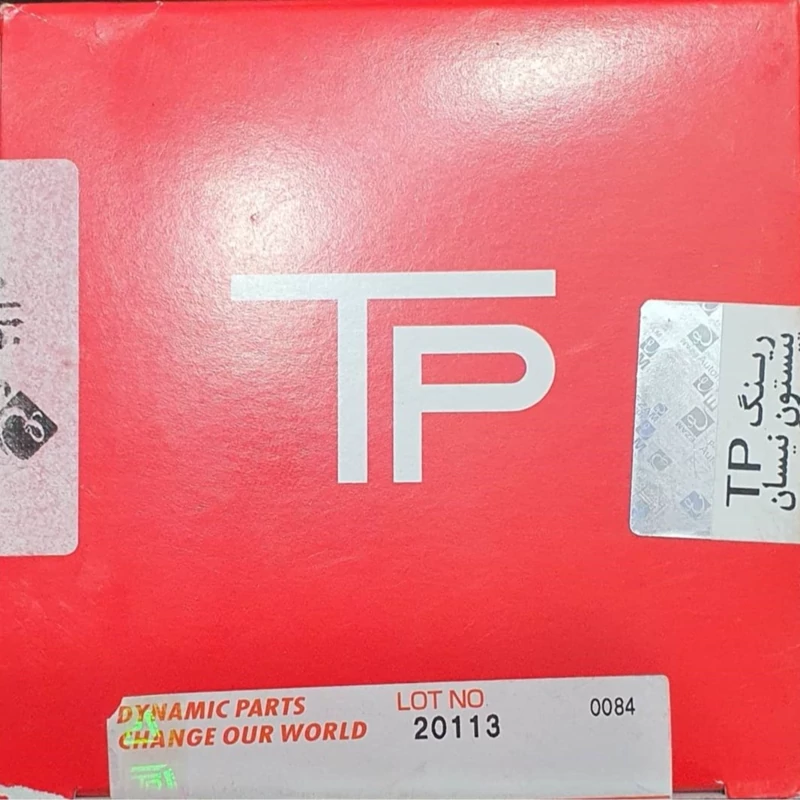 TP
رینگ TP
پیستون نیسان
DYNAMIC PARTS
CHANGE OUR WORLD
LOT NO
20113
0084